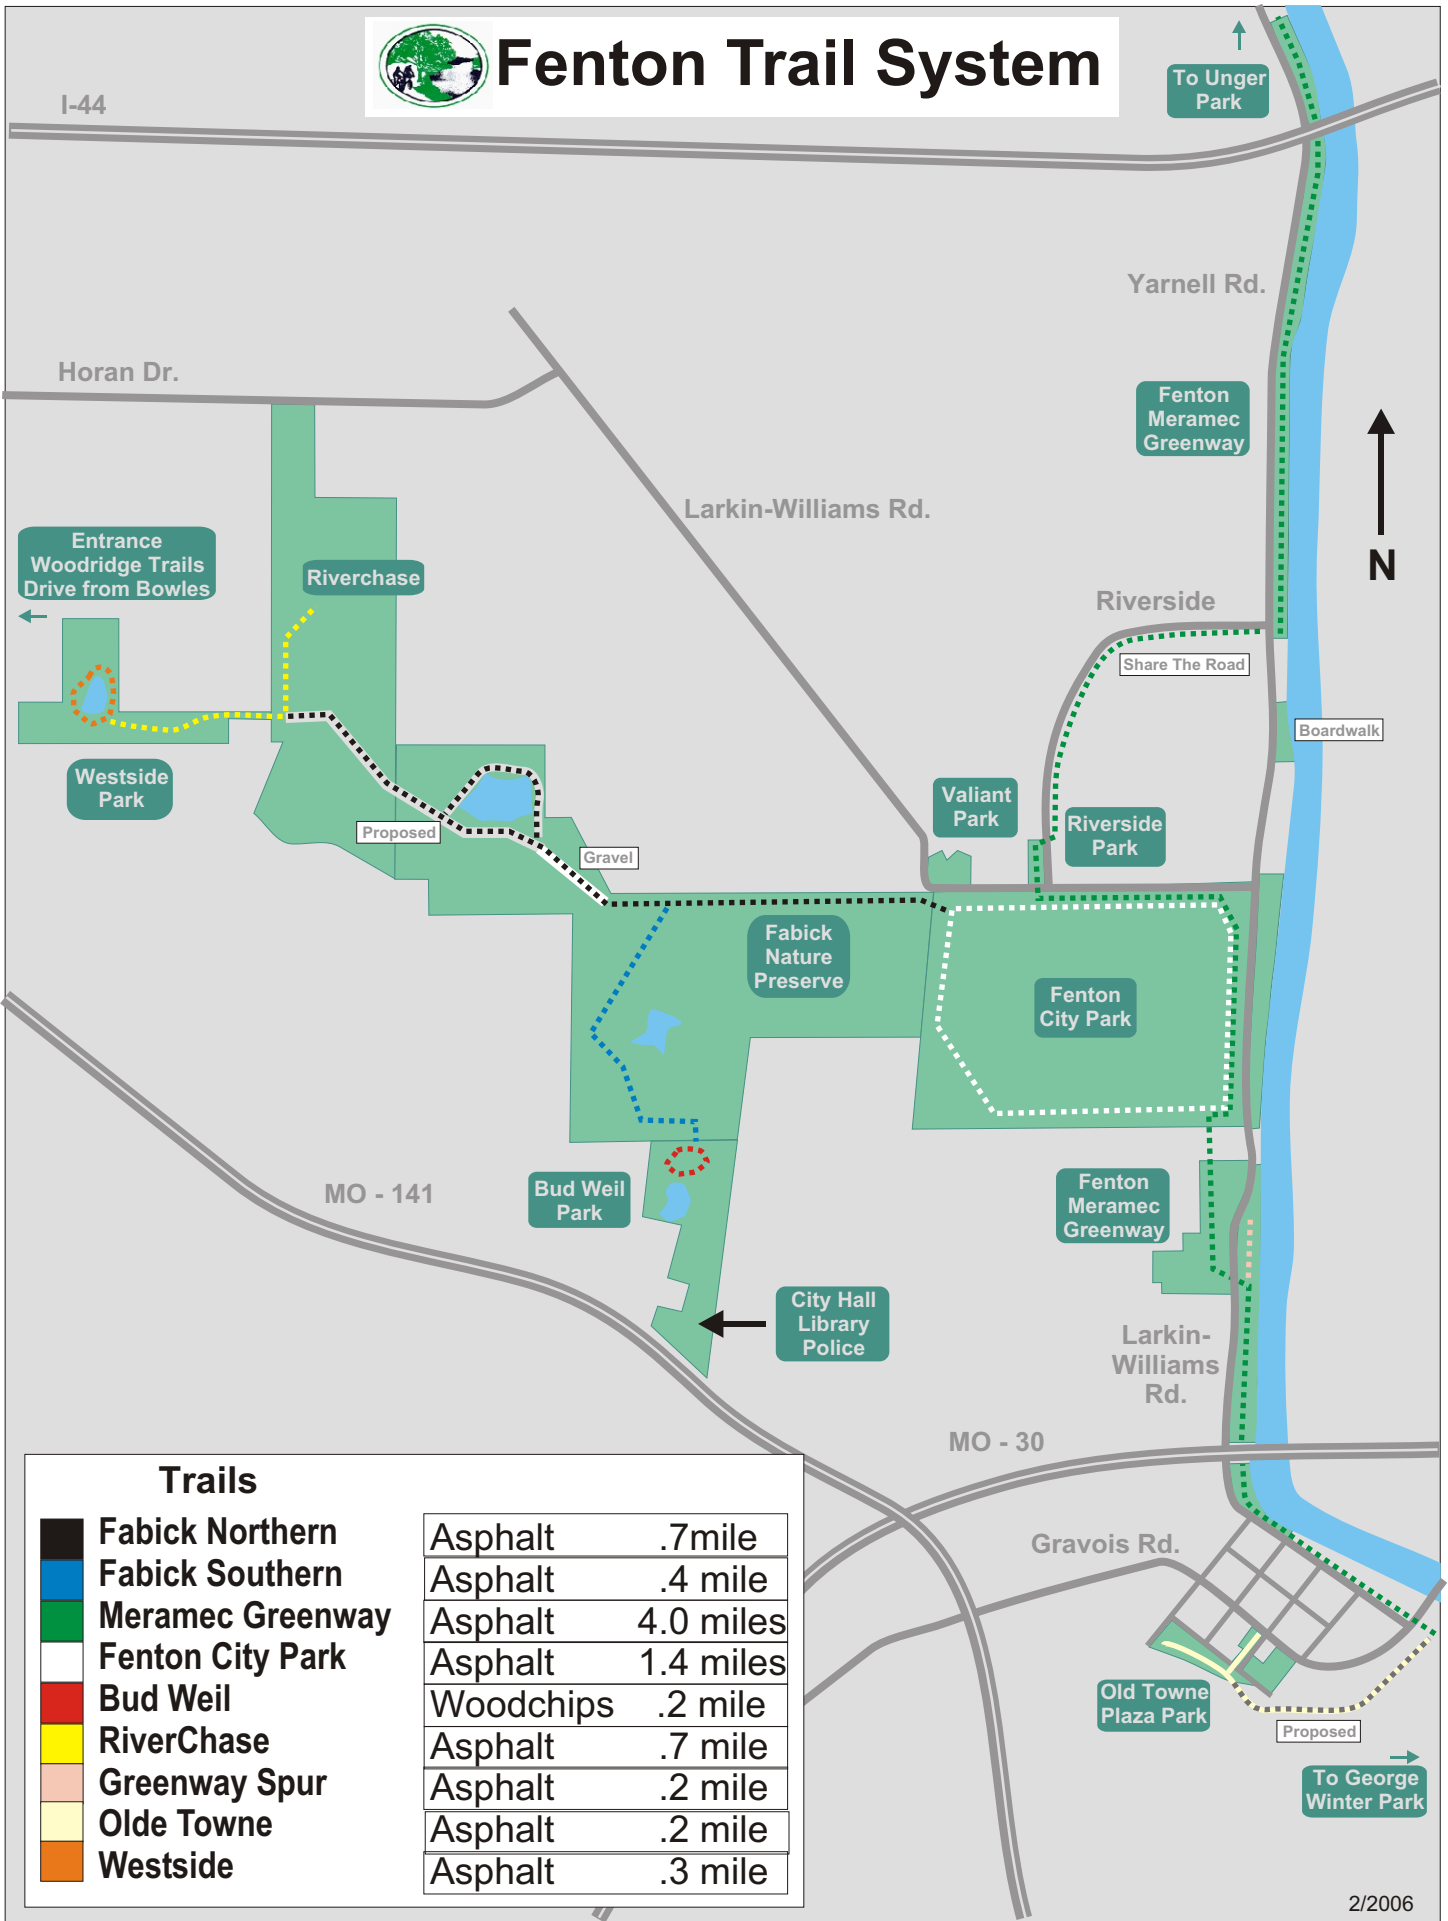 Fenton Trail System
I-44
To Unger
Park
Yarnell Rd.
Horan Dr.
Fenton
Meramec
Greenway
Larkin-Williams Rd.
N
Entrance
Woodridge Trails
Drive from Bowles
Riverchase
Riverside
Share The Road
Boardwalk
Westside
Park
Valiant
Park
Riverside
Park
Proposed
Gravel
Fabick
Nature
Preserve
Fenton
City Park
MO - 141
Bud Weil
Park
Fenton
Meramec
Greenway
City Hall
Library
Police
Larkin-
Williams
Rd.
MO - 30
Gravois Rd.
Old Towne
Plaza Park
Proposed
To George
Winter Park
Trails
Fabick Northern Asphalt .7mile
Fabick Southern Asphalt .4 mile
Meramec Greenway Asphalt 4.0 miles
Fenton City Park Asphalt 1.4 miles
Bud Weil Woodchips .2 mile
RiverChase Asphalt .7 mile
Greenway Spur Asphalt .2 mile
Olde Towne Asphalt .2 mile
Westside Asphalt .3 mile
2/2006